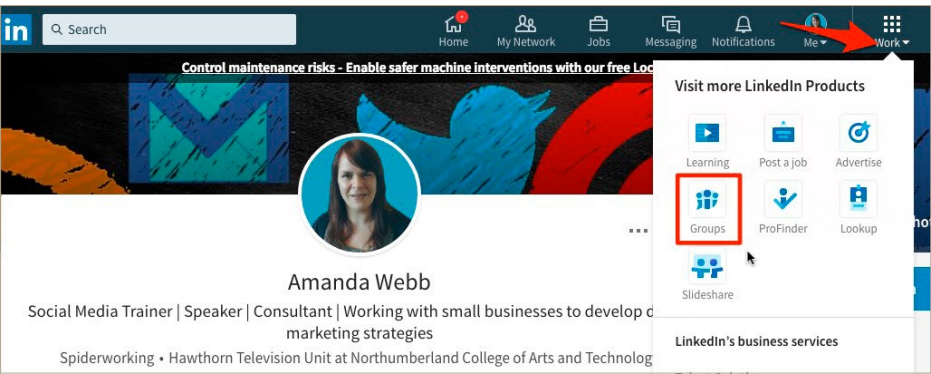 in Search
Home My Network Jobs Messaging Notifications Me Work
Control maintenance risks - Enable safer machine interventions with our free Loc
Visit more LinkedIn Products
Learning Post a job Advertise
Groups ProFinder Lookup
Slideshare
Amanda Webb
Social Media Trainer | Speaker | Consultant | Working with small businesses to develop d
marketing strategies
Spiderworking • Hawthorn Television Unit at Northumberland College of Arts and Technolog
LinkedIn's business services